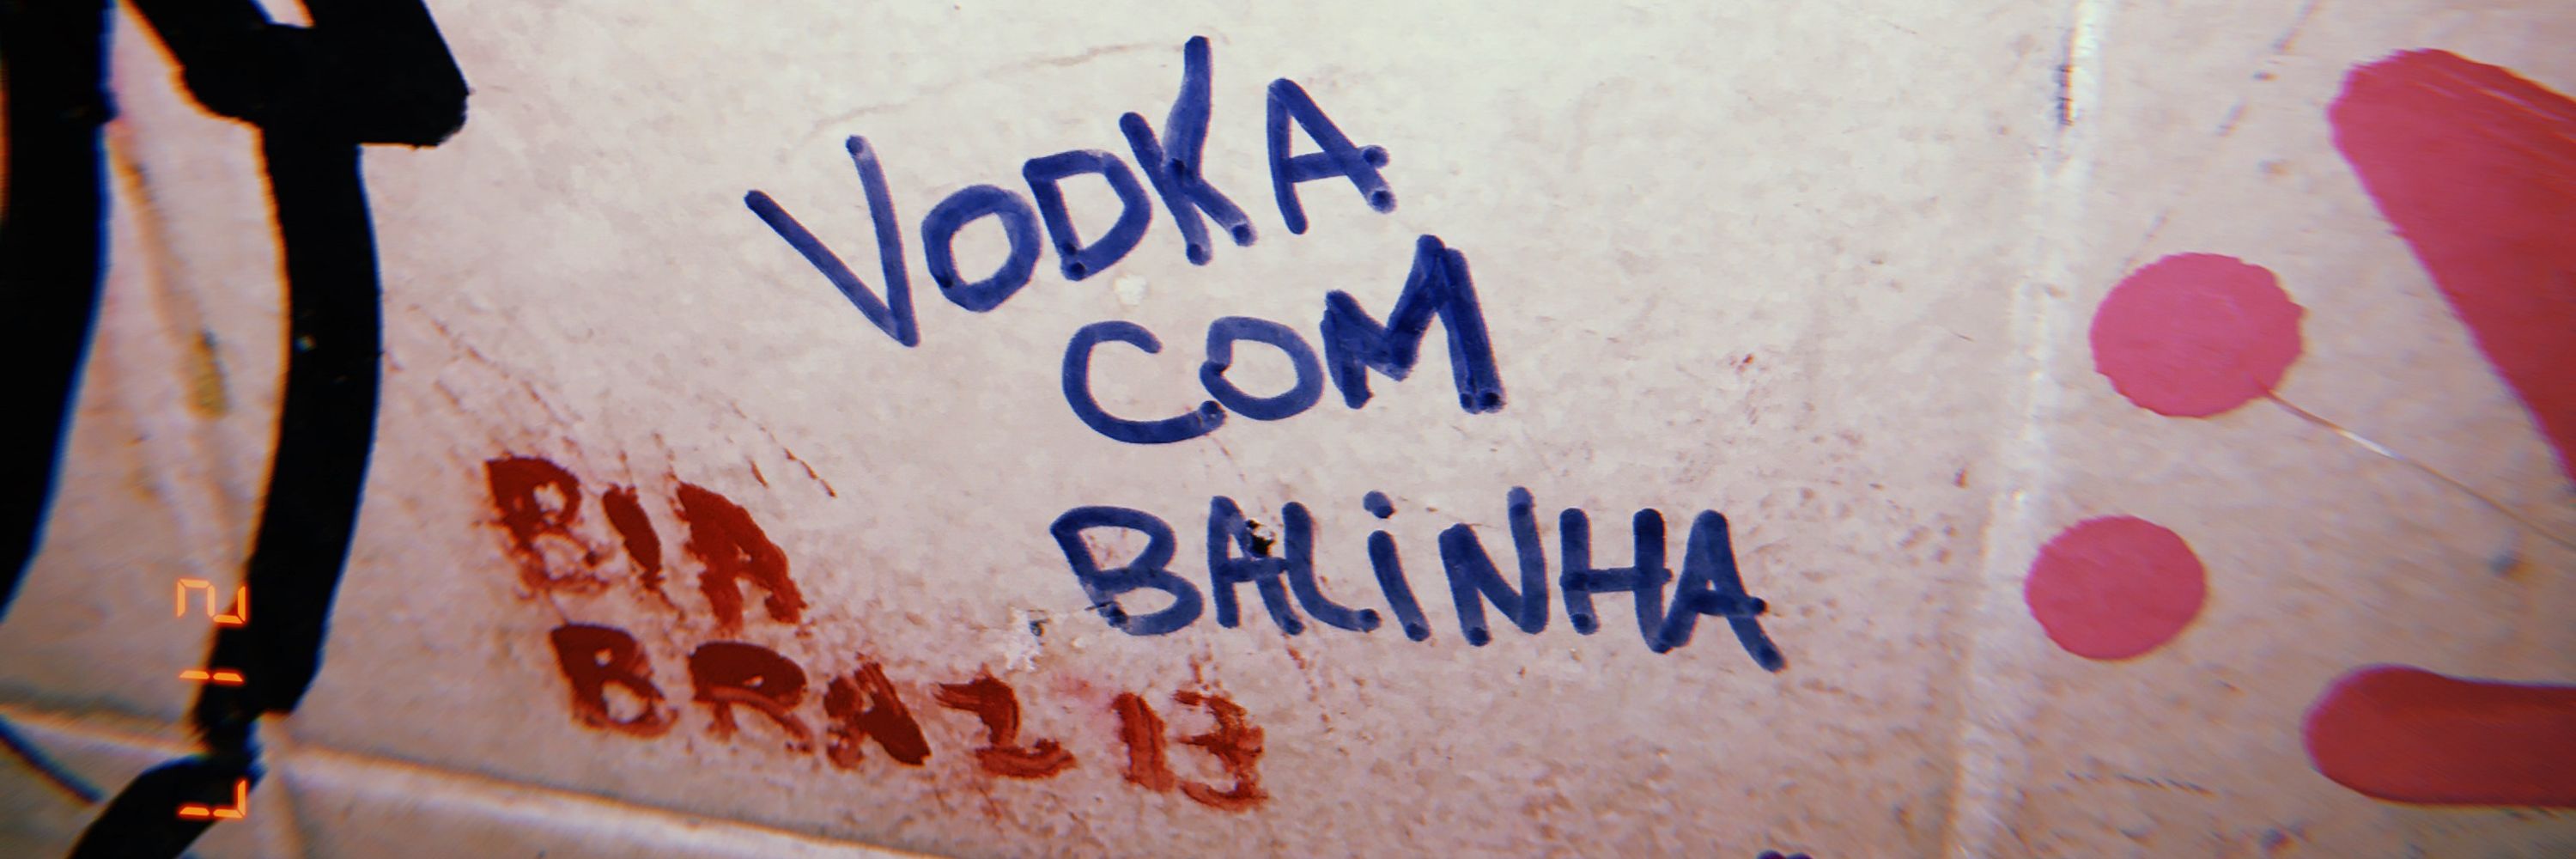 VODKA
COM
BALiNHA
BIA
BRAZ 13